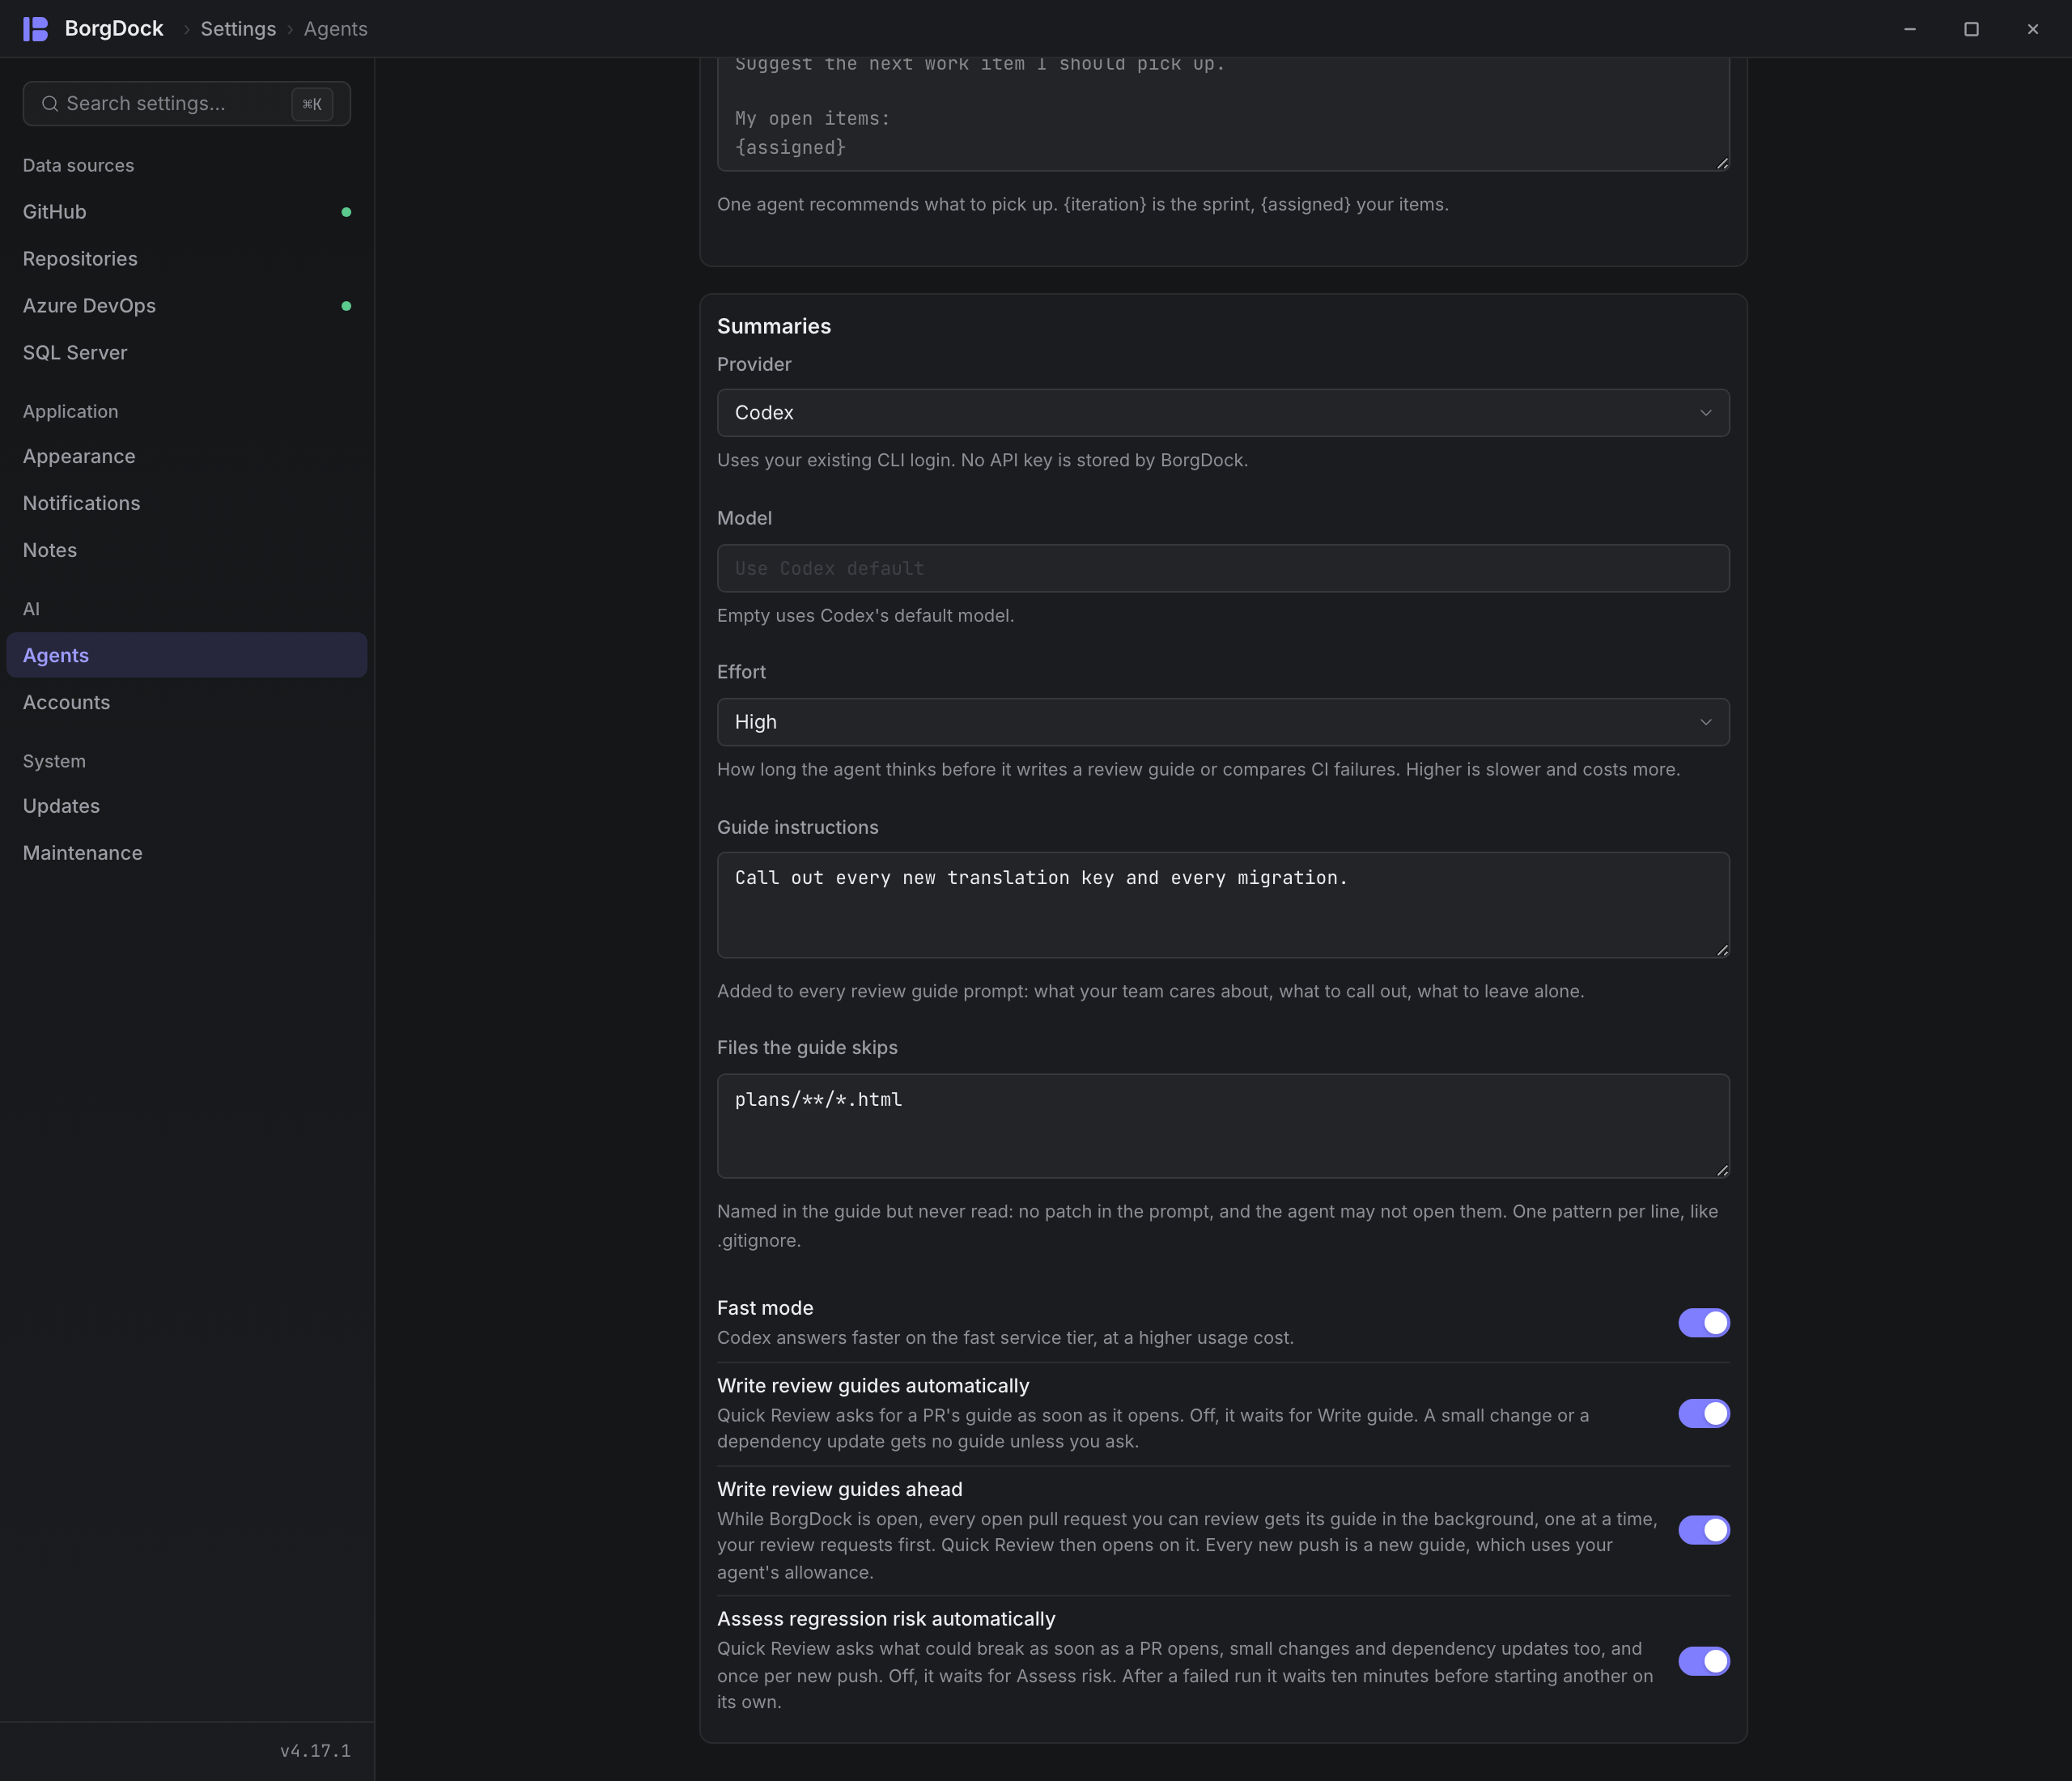 BorgDock › Settings › Agents
Search settings... ⌘K
Data sources
GitHub
Repositories
Azure DevOps
SQL Server
Application
Appearance
Notifications
Notes
AI
Agents
Accounts
System
Updates
Maintenance
v4.17.1
Suggest the next work item I should pick up.
My open items:
{assigned}
One agent recommends what to pick up. {iteration} is the sprint, {assigned} your items.
Summaries
Provider
Codex
Uses your existing CLI login. No API key is stored by BorgDock.
Model
Use Codex default
Empty uses Codex's default model.
Effort
High
How long the agent thinks before it writes a review guide or compares CI failures. Higher is slower and costs more.
Guide instructions
Call out every new translation key and every migration.
Added to every review guide prompt: what your team cares about, what to call out, what to leave alone.
Files the guide skips
plans/**/*.html
Named in the guide but never read: no patch in the prompt, and the agent may not open them. One pattern per line, like
.gitignore.
Fast mode
Codex answers faster on the fast service tier, at a higher usage cost.
Write review guides automatically
Quick Review asks for a PR's guide as soon as it opens. Off, it waits for Write guide. A small change or a
dependency update gets no guide unless you ask.
Write review guides ahead
While BorgDock is open, every open pull request you can review gets its guide in the background, one at a time,
your review requests first. Quick Review then opens on it. Every new push is a new guide, which uses your
agent's allowance.
Assess regression risk automatically
Quick Review asks what could break as soon as a PR opens, small changes and dependency updates too, and
once per new push. Off, it waits for Assess risk. After a failed run it waits ten minutes before starting another on
its own.